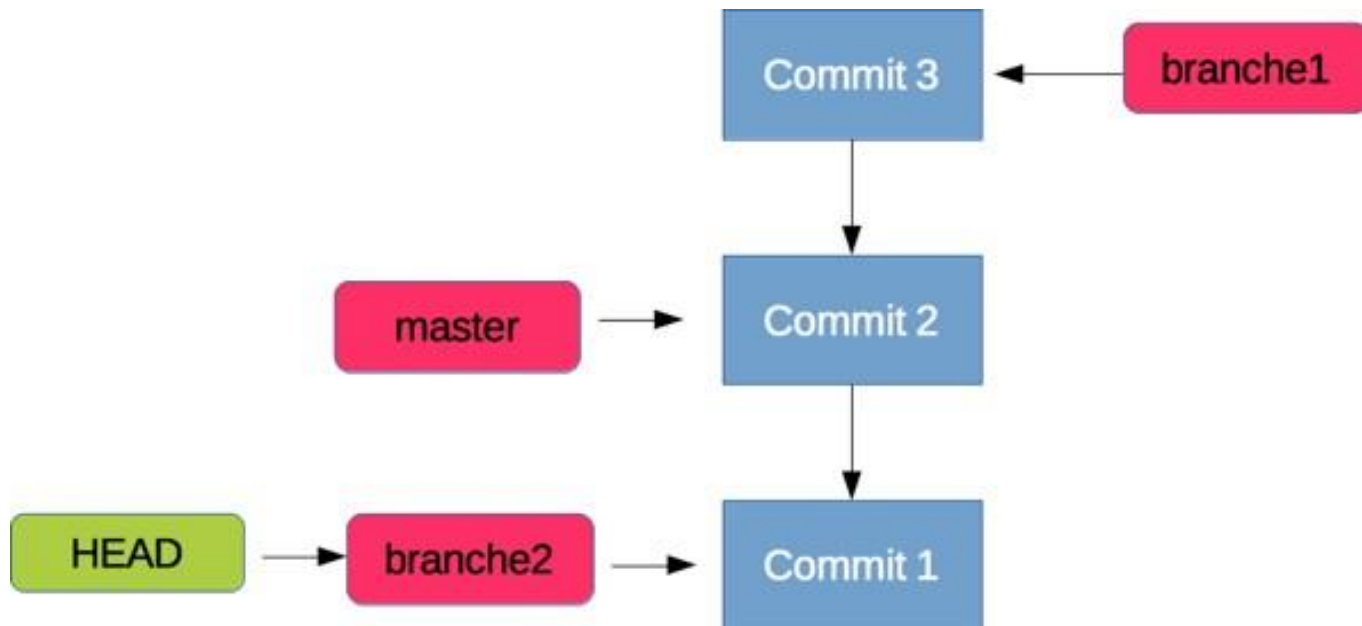 Commit 3
branche1
master
Commit 2
HEAD
branche2
Commit 1